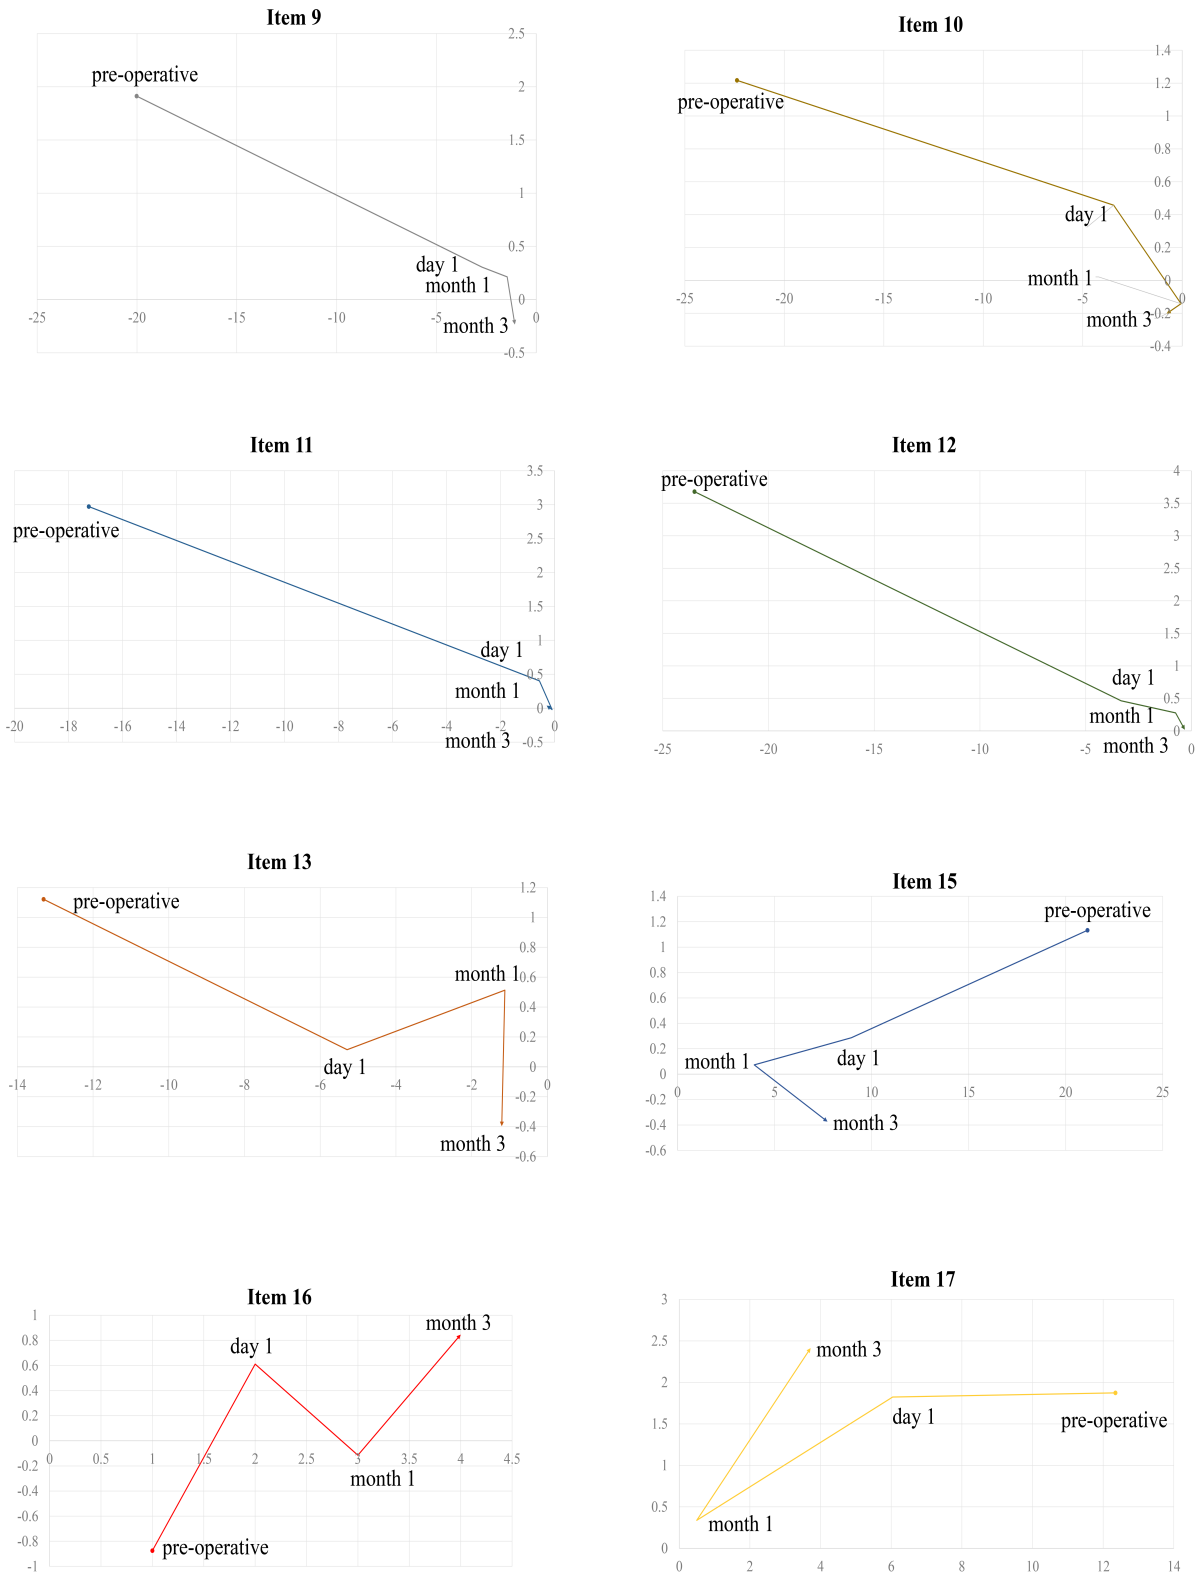 Item 9
2.5
pre-operative
2
1.5
1
0.5
day 1
month 1
0
-25 -20 -15 -10 -5 0
month 3
-0.5
Item 10
1.4
1.2
pre-operative
1
0.8
0.6
day 1
0.4
0.2
month 1
0
-25 -20 -15 -10 -5 0
month 3 -0.2
-0.4
Item 11
3.5
3
pre-operative
2.5
2
1.5
1
day 1
0.5
month 1
0
-20 -18 -16 -14 -12 -10 -8 -6 -4 -2 0
month 3 -0.5
Item 12
4
pre-operative
3.5
3
2.5
2
1.5
1
day 1
0.5
month 1
0
month 3
-25 -20 -15 -10 -5 0
Item 13
1.2
pre-operative
1
0.8
month 1 0.6
0.4
0.2
day 1
0
-14 -12 -10 -8 -6 -4 -2 0
-0.2
-0.4
month 3
-0.6
Item 15
1.4
pre-operative
1.2
1
0.8
0.6
0.4
0.2
day 1
month 1
0
0 5 10 15 20 25
-0.2
month 3
-0.4
-0.6
Item 16
1
month 3
0.8
day 1
0.6
0.4
0.2
0
0 0.5 1 1.5 2 2.5 3 3.5 4 4.5
-0.2
month 1
-0.4
-0.6
-0.8
pre-operative
-1
Item 17
3
2.5
month 3
2
day 1
pre-operative
1.5
1
0.5
month 1
0
0 2 4 6 8 10 12 14